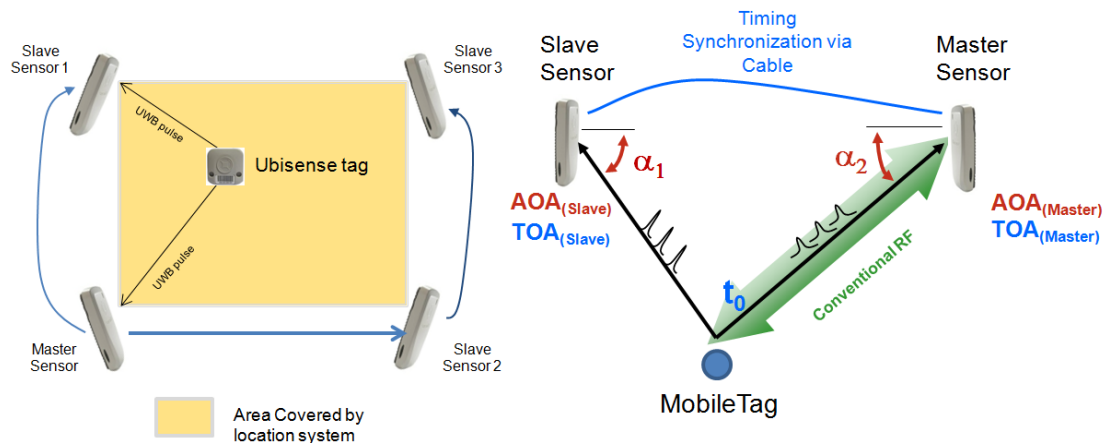 Slave
Sensor 1
Slave
Sensor 3
UWB pulse
Ubisense tag
UWB pulse
Master
Sensor
Slave
Sensor 2
Area Covered by
location system
Timing
Synchronization via
Cable
Slave
Sensor
Master
Sensor
α1
α2
AOA(Slave)
TOA(Slave)
AOA(Master)
TOA(Master)
Conventional RF
t0
MobileTag